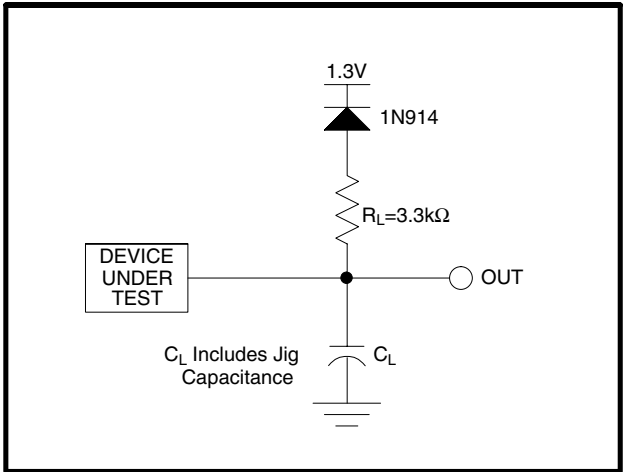 1.3V
1N914
RL=3.3kΩ
DEVICE
UNDER
TEST
OUT
CL Includes Jig
Capacitance
CL